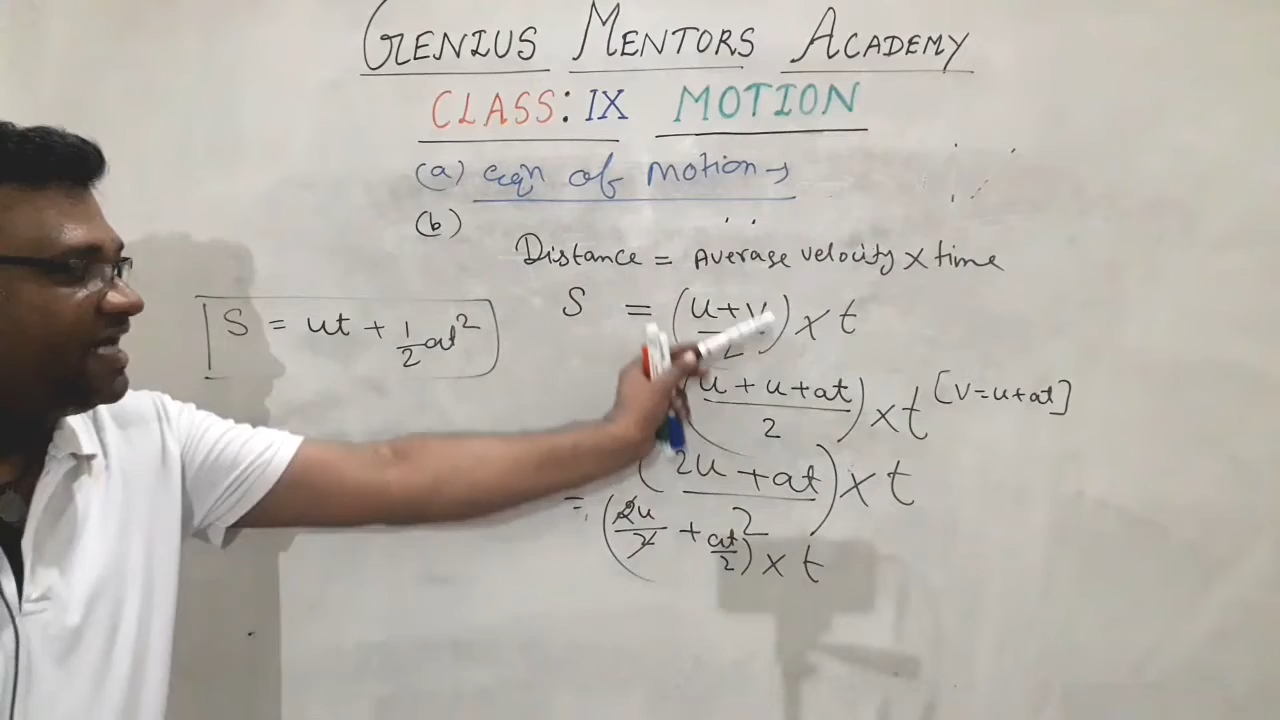 GENIUS MENTORS ACADEMY
CLASS: IX MOTION
(a) eqn of Motion →
(b)
Distance = Average velocity × time
S = (u+v/2) × t
S = ut + 1/2 at²
(u + u + at/2) × t [v=u+at]
(2u + at/2) × t
= (2u/2 + at/2) × t